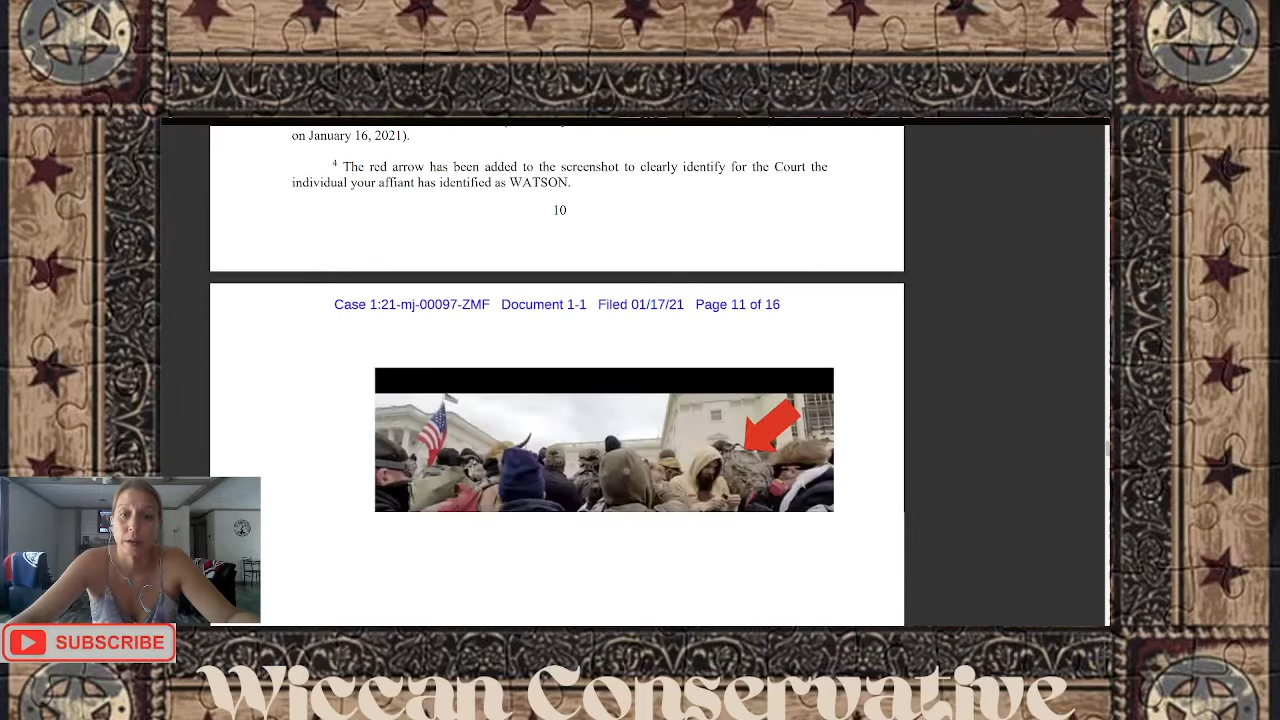 on January 16, 2021).
4 The red arrow has been added to the screenshot to clearly identify for the Court the
individual your affiant has identified as WATSON.
10
Case 1:21-mj-00097-ZMF Document 1-1 Filed 01/17/21 Page 11 of 16
SUBSCRIBE
Wiccan Conservative